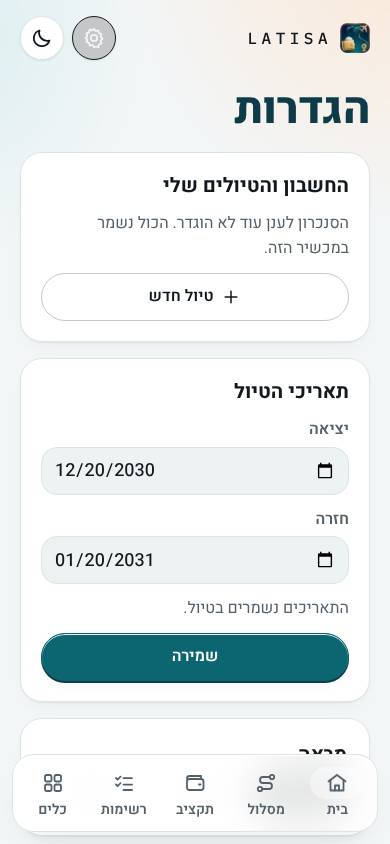 LATISA
הגדרות
החשבון והטיולים שלי
הסנכרון לענן עוד לא הוגדר. הכול נשמר
במכשיר הזה.
+ טיול חדש
תאריכי הטיול
יציאה
12/20/2030
חזרה
01/20/2031
התאריכים נשמרים בטיול.
שמירה
מראה
בית
מסלול
תקציב
רשימות
כלים